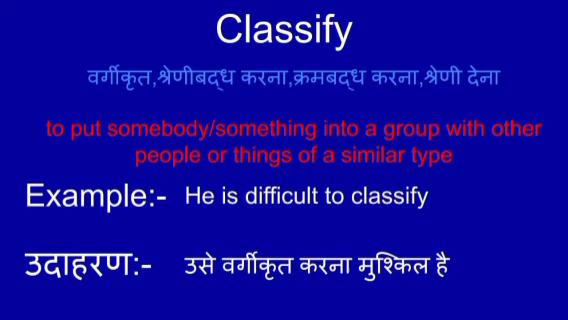 Classify
वर्गीकृत,श्रेणीबद्ध करना,क्रमबद्ध करना,श्रेणी देना
to put somebody/something into a group with other
people or things of a similar type
Example:- He is difficult to classify
उदाहरण:- उसे वर्गीकृत करना मुश्किल है